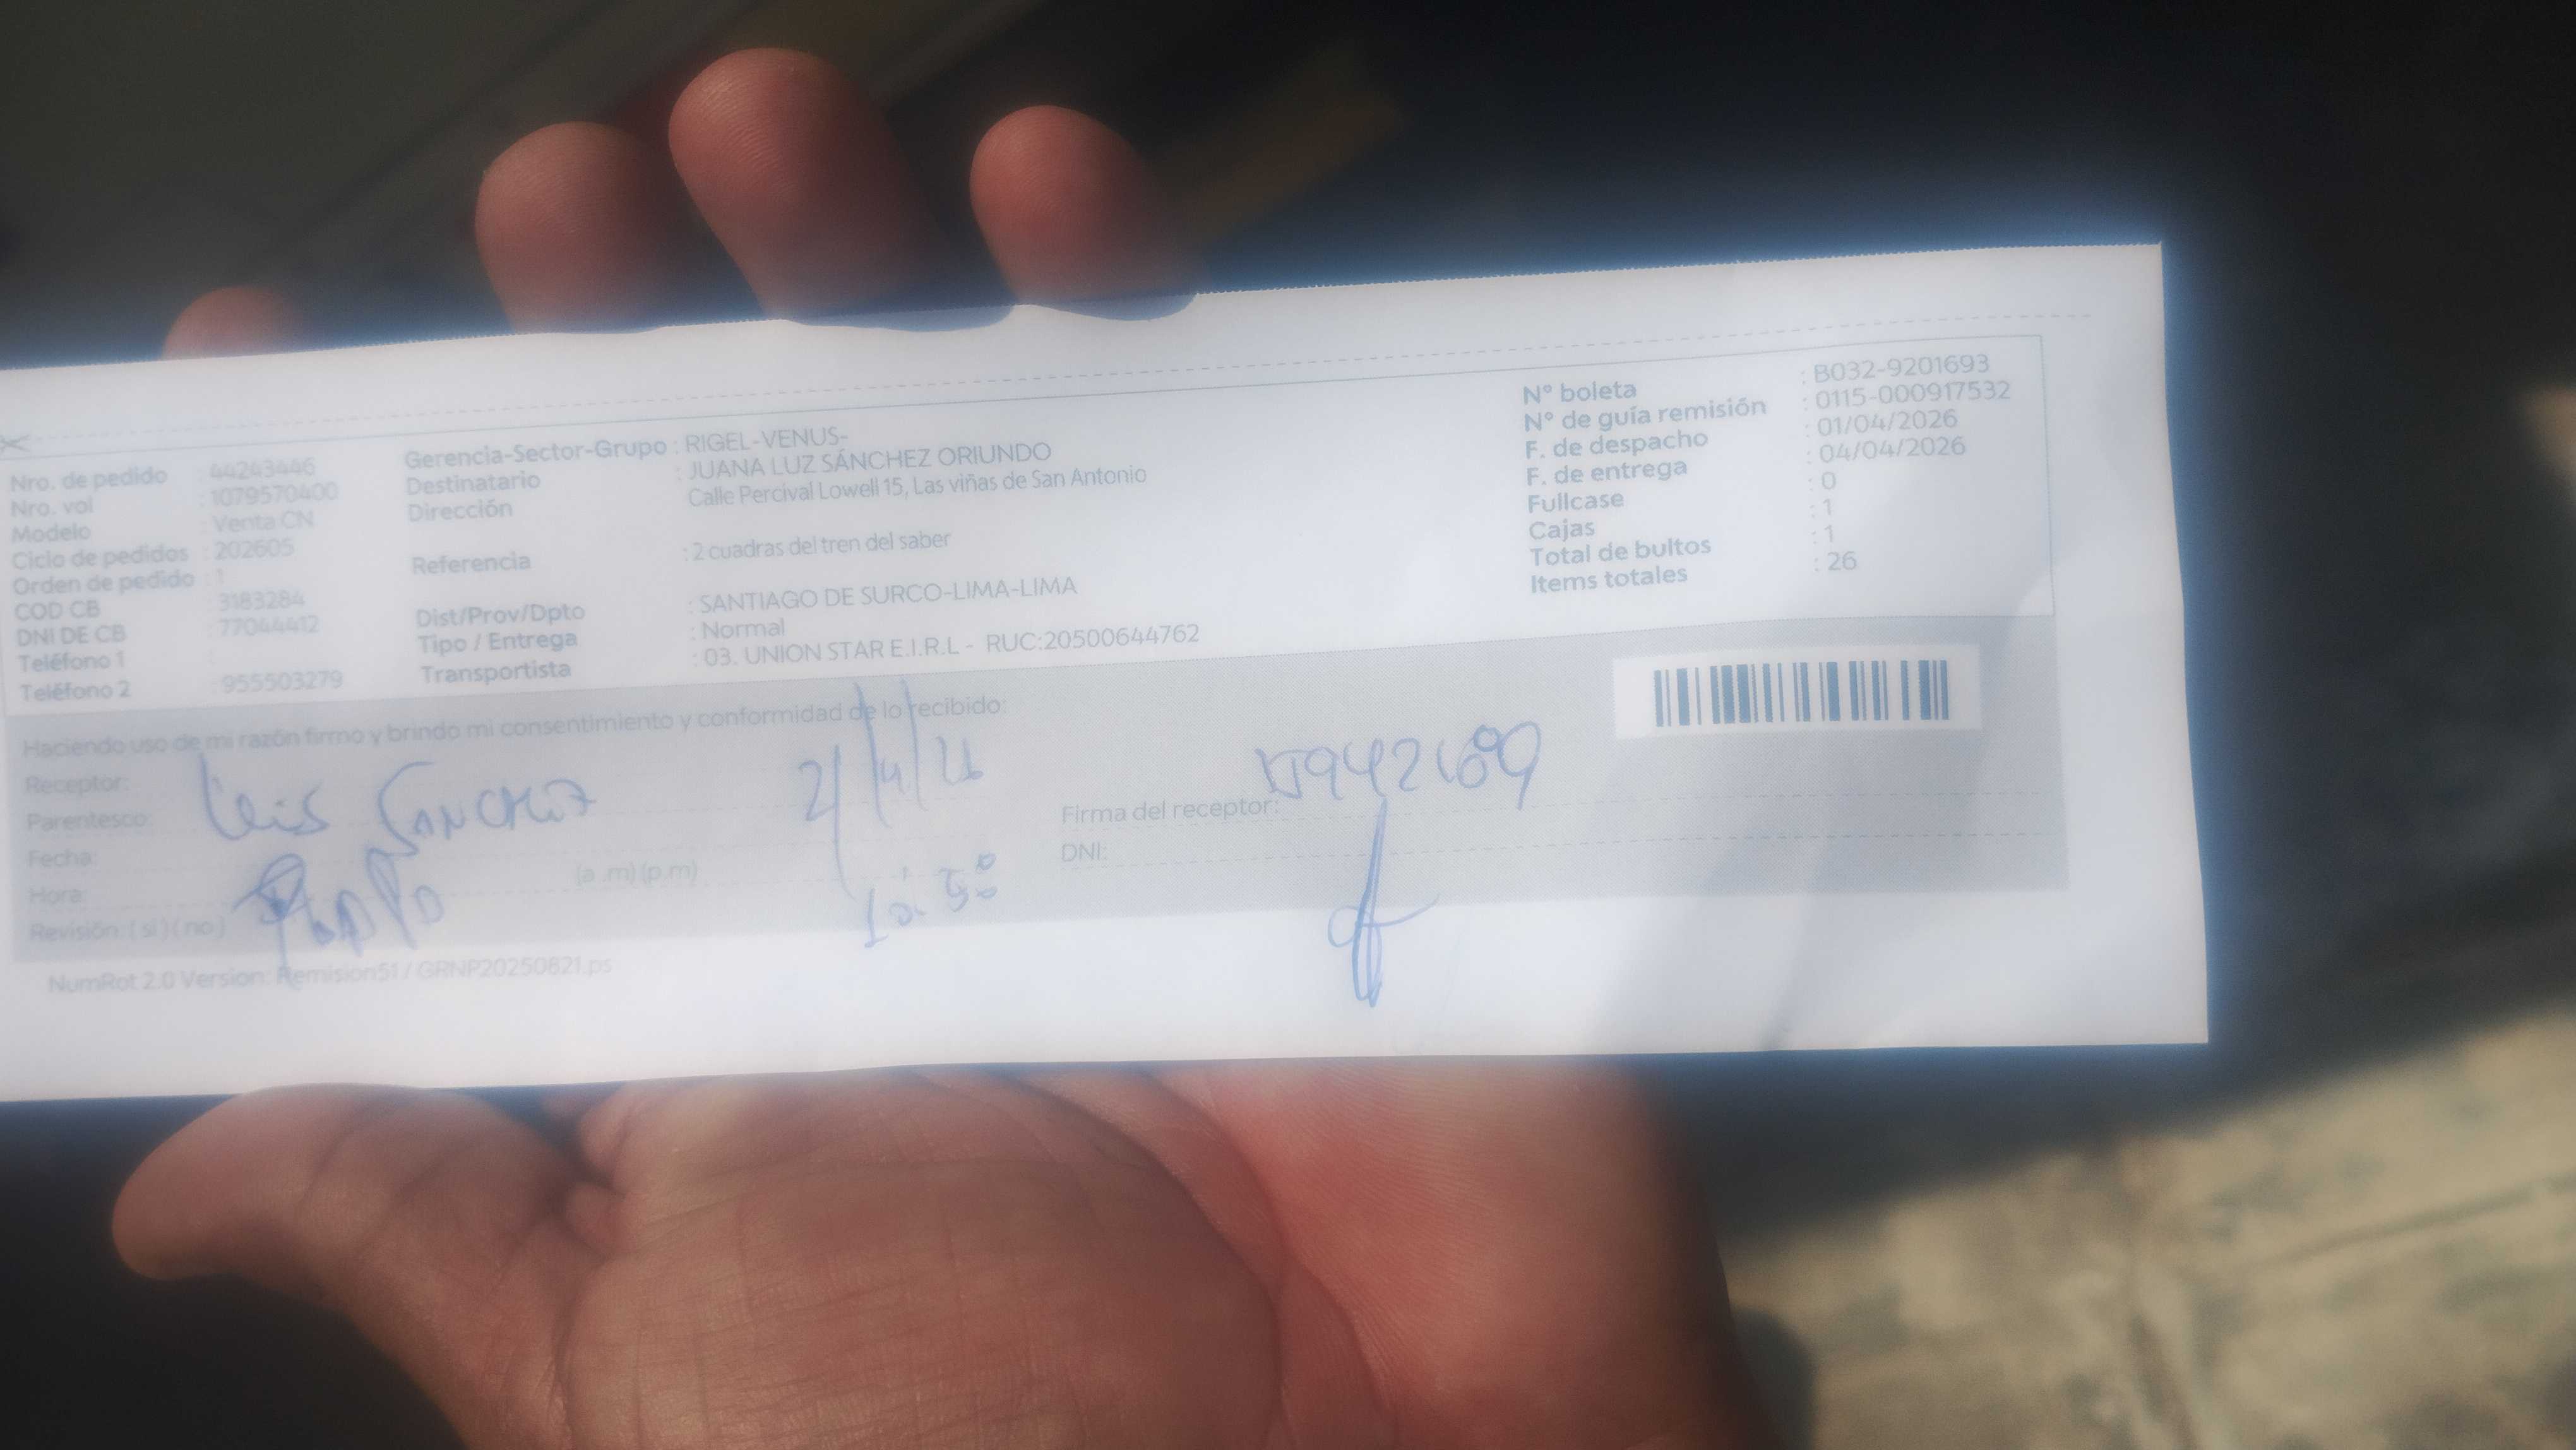 Nro. de pedido : 44243446
Nro. vol : 1079570400
Modelo : Venta CN
Ciclo de pedidos : 202605
Orden de pedido : 1
COD CB : 3183284
DNI DE CB : 77044412
Teléfono 1 :
Teléfono 2 : 955503279
Gerencia-Sector-Grupo : RIGEL-VENUS-
Destinatario : JUANA LUZ SÁNCHEZ ORIUNDO
Dirección Calle Percival Lowell 15, Las viñas de San Antonio
Referencia : 2 cuadras del tren del saber
Dist/Prov/Dpto : SANTIAGO DE SURCO-LIMA-LIMA
Tipo / Entrega : Normal
Transportista : 03. UNION STAR E.I.R.L - RUC:20500644762
N° boleta : B032-9201693
N° de guía remisión : 0115-000917532
F. de despacho : 01/04/2026
F. de entrega : 04/04/2026
Fullcase : 0
Cajas : 1
Total de bultos : 1
Items totales : 26
Haciendo uso de mi razón firmo y brindo mi consentimiento y conformidad de lo recibido:
Receptor:
Parentesco:
Luis Sanchez
Fecha:
Hora: (a .m) (p.m)
Revisión: ( si ) ( no )
Firma del receptor:
DNI:
NumRot 2.0 Version: Remision51 / GRNP20250821.ps